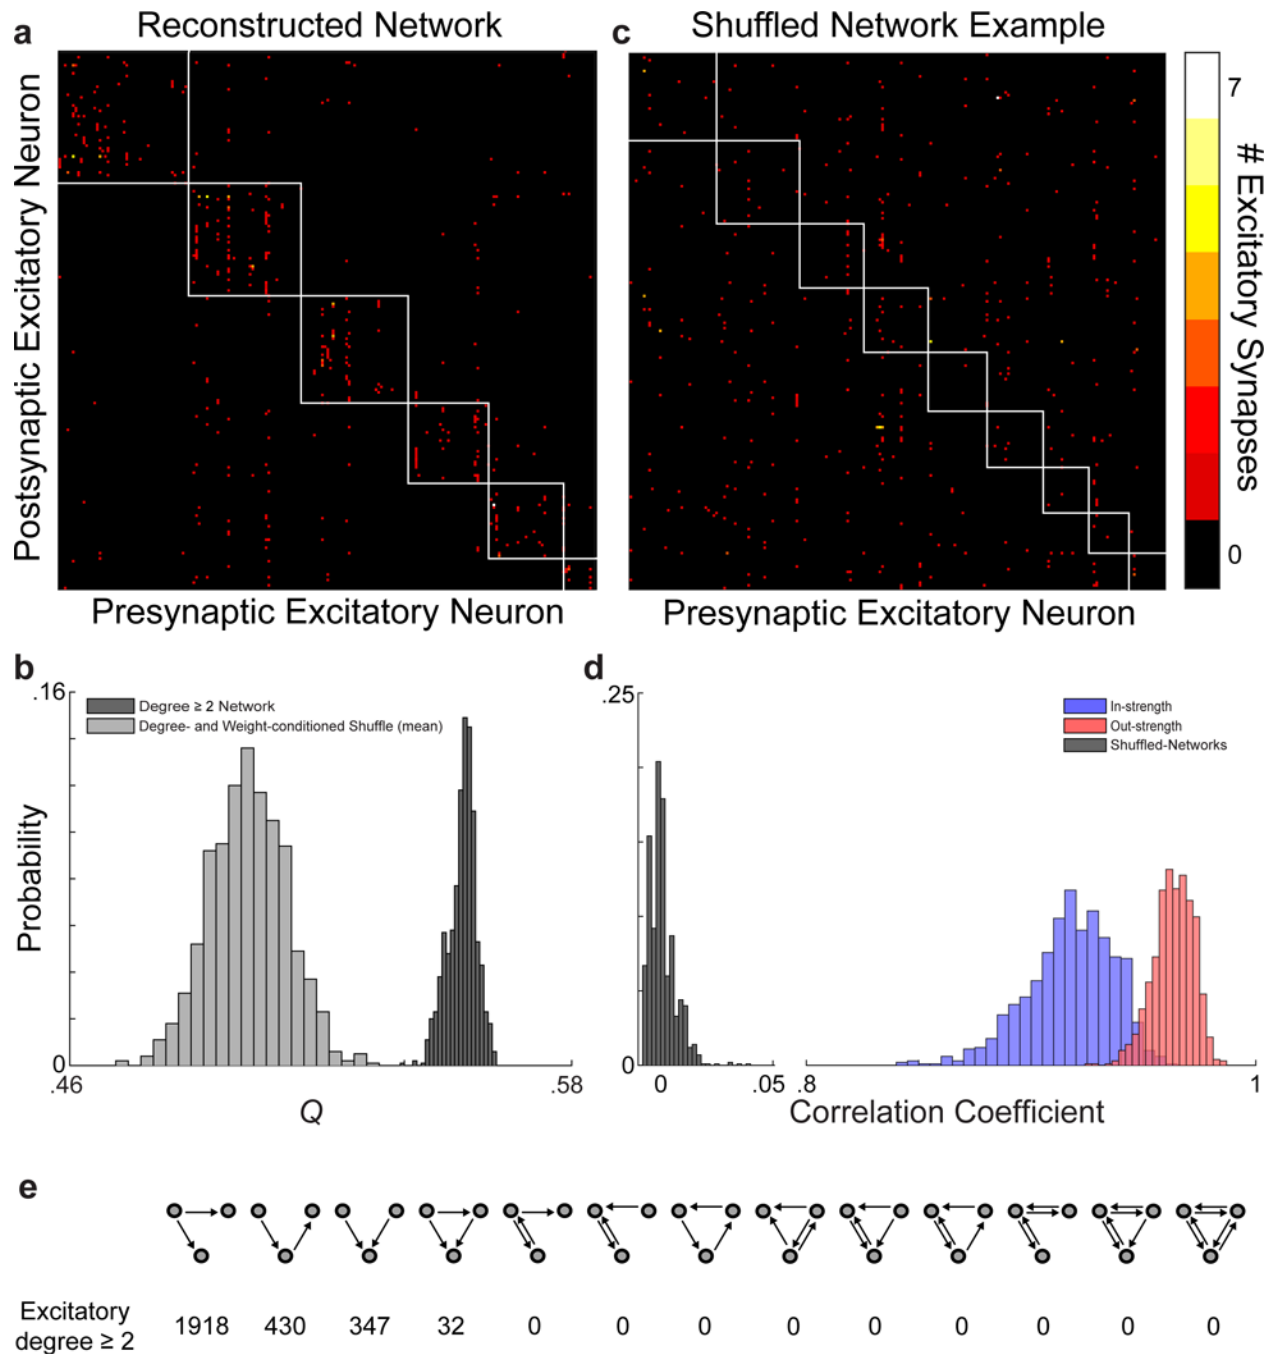 a
Reconstructed Network
c
Shuffled Network Example
Postsynaptic Excitatory Neuron
Presynaptic Excitatory Neuron
Presynaptic Excitatory Neuron
7
0
# Excitatory Synapses
b
.16
Degree ≥ 2 Network
Degree- and Weight-conditioned Shuffle (mean)
Probability
0
.46
.58
Q
d
.25
In-strength
Out-strength
Shuffled-Networks
0
0
.05
.8
1
Correlation Coefficient
e
Excitatory
degree ≥ 2
1918 430 347 32 0 0 0 0 0 0 0 0 0